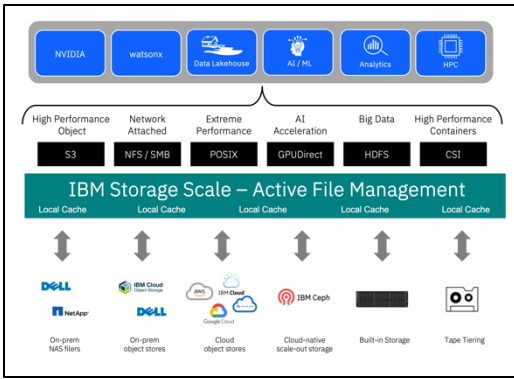 NVIDIA
watsonx
Data Lakehouse
AI / ML
Analytics
HPC
High Performance
Object
Network
Attached
Extreme
Performance
AI
Acceleration
Big Data
High Performance
Containers
S3
NFS / SMB
POSIX
GPUDirect
HDFS
CSI
IBM Storage Scale – Active File Management
Local Cache
Local Cache
Local Cache
Local Cache
Local Cache
DELL
NetApp
IBM Cloud
Object Storage
DELL
aws
IBM Cloud
Google Cloud
IBM Ceph
On-prem
NAS filers
On-prem
object stores
Cloud
object stores
Cloud-native
scale-out storage
Built-in Storage
Tape Tiering